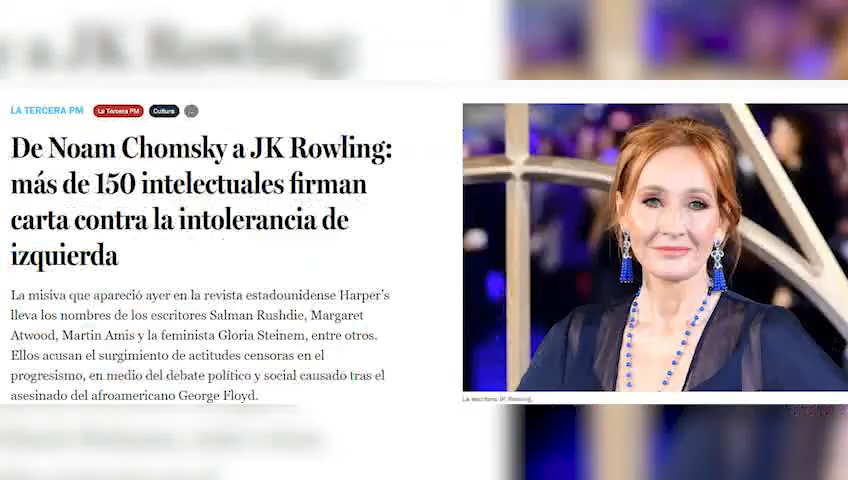 y a JK Rowling:
LA TERCERA PM La Tercera PM Cultura
De Noam Chomsky a JK Rowling:
más de 150 intelectuales firman
carta contra la intolerancia de
izquierda
La misiva que apareció ayer en la revista estadounidense Harper's
lleva los nombres de los escritores Salman Rushdie, Margaret
Atwood, Martin Amis y la feminista Gloria Steinem, entre otros.
Ellos acusan el surgimiento de actitudes censoras en el
progresismo, en medio del debate político y social causado tras el
asesinado del afroamericano George Floyd.
La escritora JK Rowling.